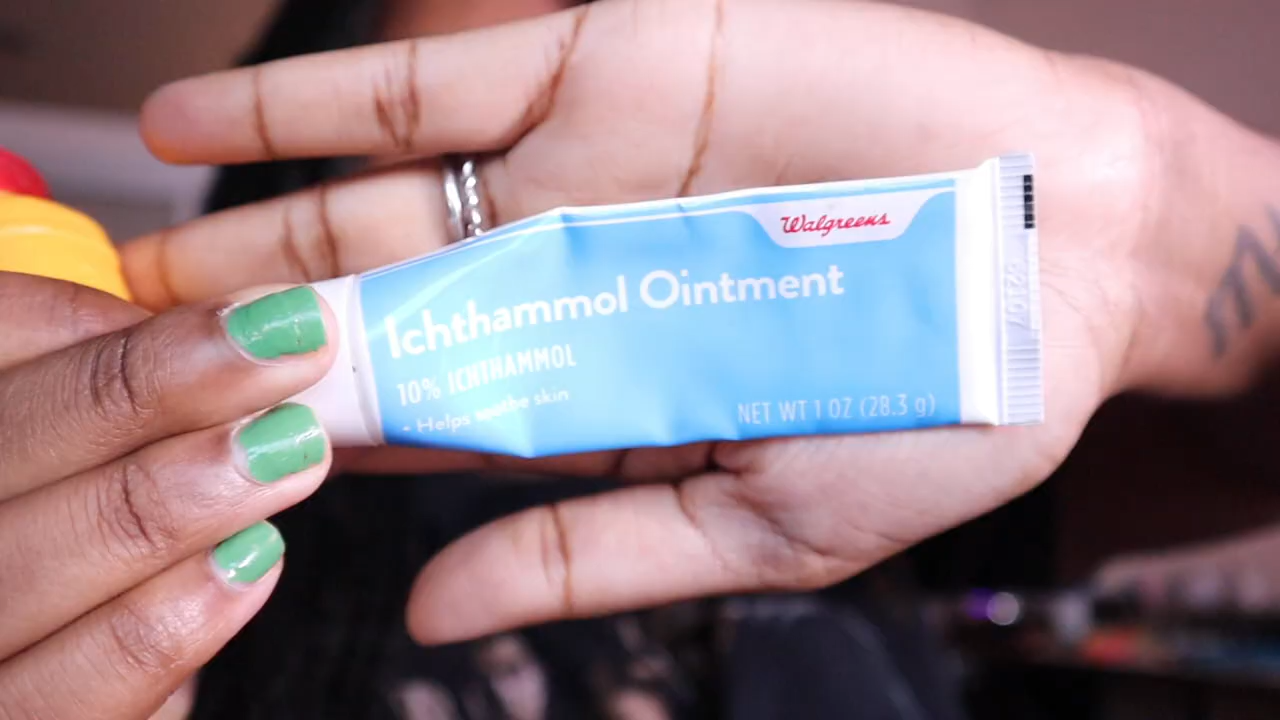 Walgreens
Ichthammol Ointment
10% ICHTHAMMOL
• Helps soothe skin
NET WT 1 OZ (28.3 g)